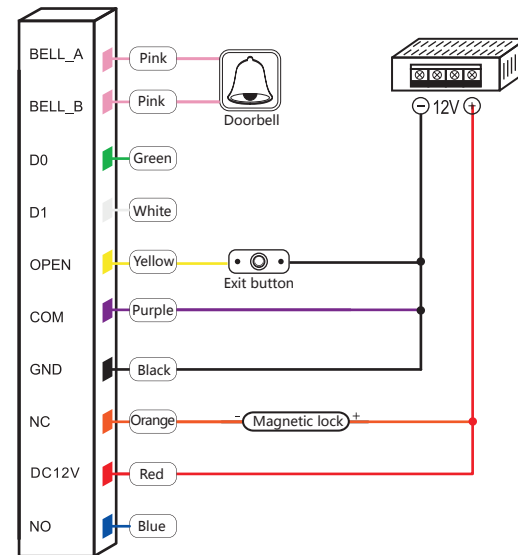 BELL_A Pink
BELL_B Pink
Doorbell
− 12V +
D0 Green
D1 White
OPEN Yellow
Exit button
COM Purple
GND Black
NC Orange - Magnetic lock +
DC12V Red
NO Blue